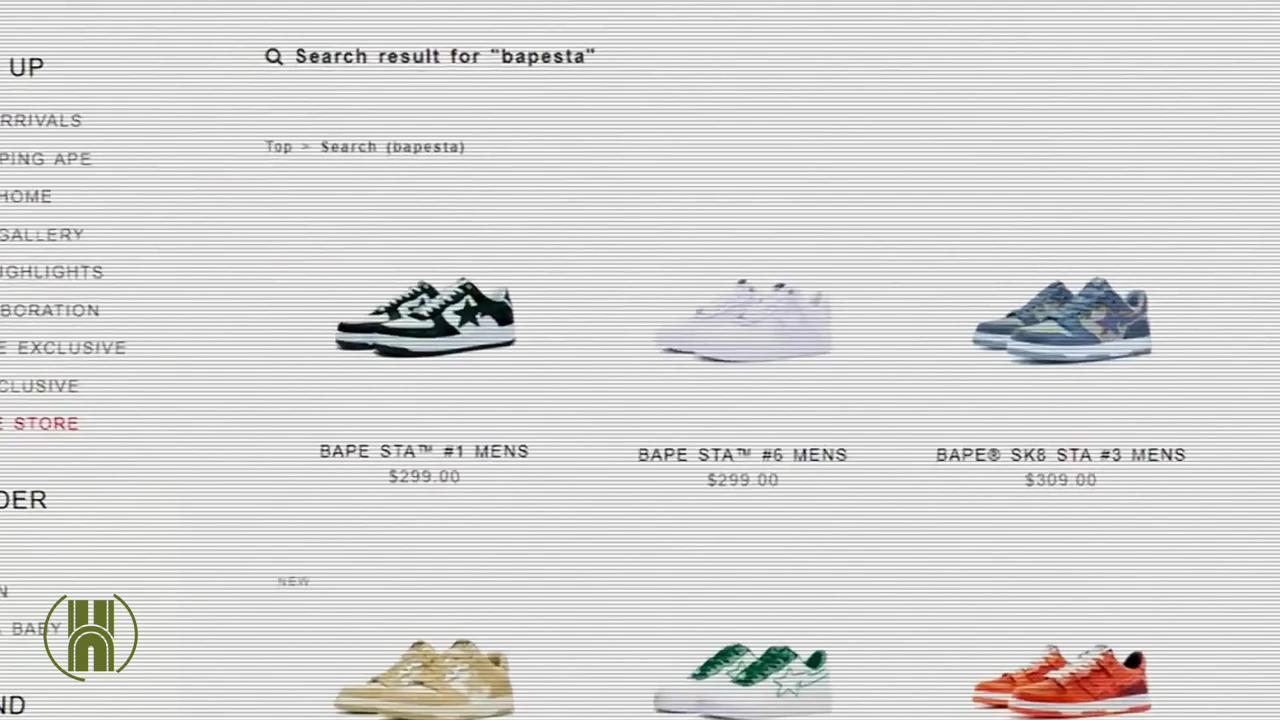 UP
RRIVALS
PING APE
HOME
GALLERY
IGHLIGHTS
BORATION
E EXCLUSIVE
CLUSIVE
E STORE
DER
N
A BABY
ND
Search result for "bapesta"
Top > Search (bapesta)
BAPE STA™ #1 MENS
$299.00
BAPE STA™ #6 MENS
$299.00
BAPE® SK8 STA #3 MENS
$309.00
NEW